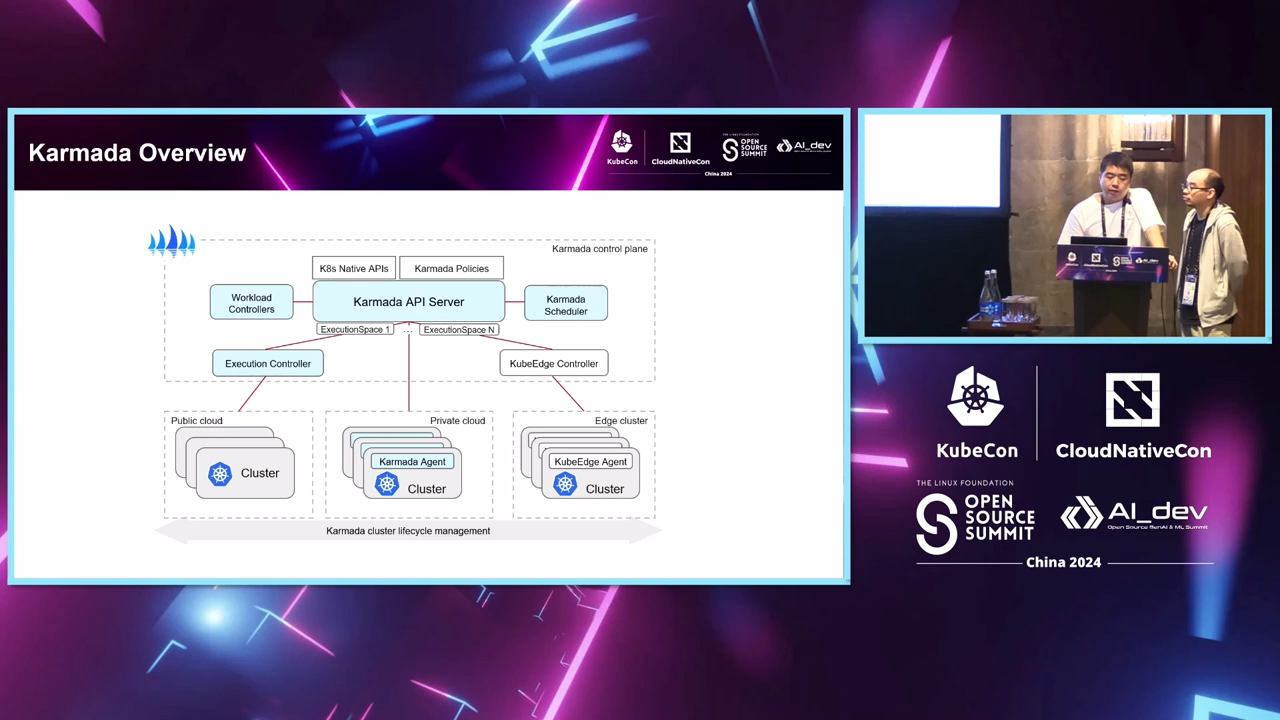 Karmada Overview
KubeCon
CloudNativeCon
THE LINUX FOUNDATION
OPEN
SOURCE
SUMMIT
AI_dev
China 2024
Karmada control plane
K8s Native APIs
Karmada Policies
Workload
Controllers
Karmada API Server
Karmada
Scheduler
ExecutionSpace 1
...
ExecutionSpace N
Execution Controller
KubeEdge Controller
Public cloud
Private cloud
Edge cluster
Karmada Agent
KubeEdge Agent
Cluster
Cluster
Cluster
Karmada cluster lifecycle management
KubeCon
CloudNativeCon
THE LINUX FOUNDATION
OPEN
SOURCE
SUMMIT
AI_dev
Open Source GenAI & ML Summit
China 2024